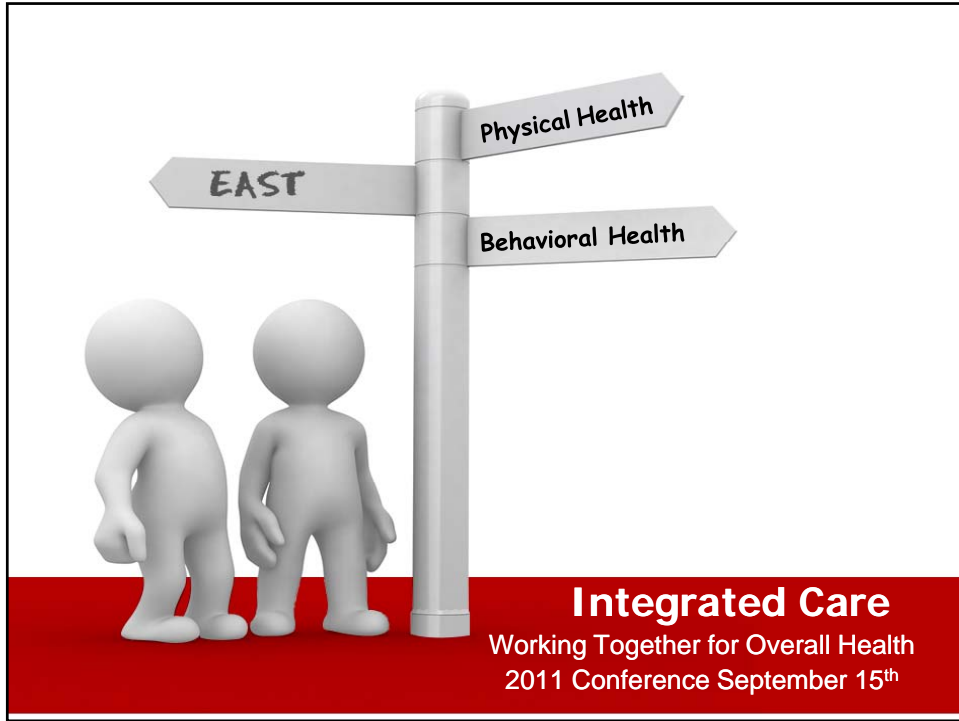 Physical Health
EAST
Behavioral Health
Integrated Care
Working Together for Overall Health
2011 Conference September 15th